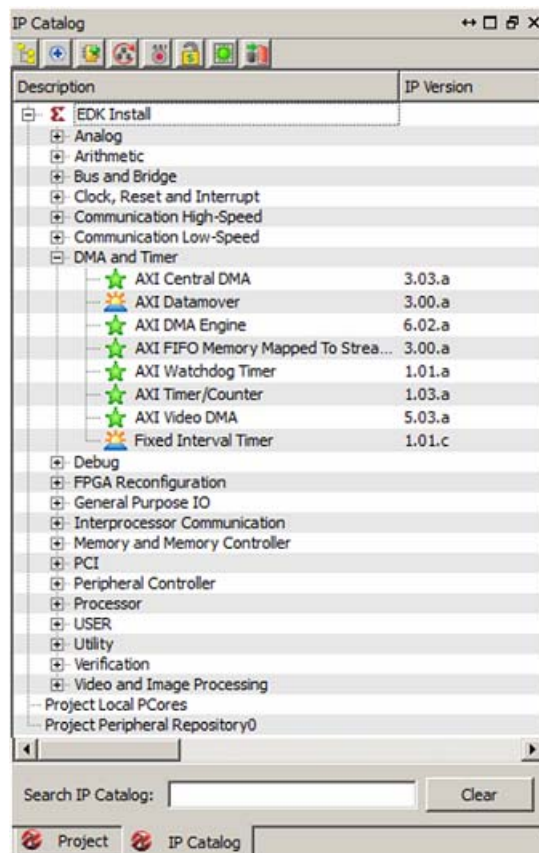 IP Catalog
Description IP Version
Σ EDK Install
Analog
Arithmetic
Bus and Bridge
Clock, Reset and Interrupt
Communication High-Speed
Communication Low-Speed
DMA and Timer
AXI Central DMA 3.03.a
AXI Datamover 3.00.a
AXI DMA Engine 6.02.a
AXI FIFO Memory Mapped To Strea... 3.00.a
AXI Watchdog Timer 1.01.a
AXI Timer/Counter 1.03.a
AXI Video DMA 5.03.a
Fixed Interval Timer 1.01.c
Debug
FPGA Reconfiguration
General Purpose IO
Interprocessor Communication
Memory and Memory Controller
PCI
Peripheral Controller
Processor
USER
Utility
Verification
Video and Image Processing
Project Local PCores
Project Peripheral Repository0
Search IP Catalog: Clear
Project IP Catalog